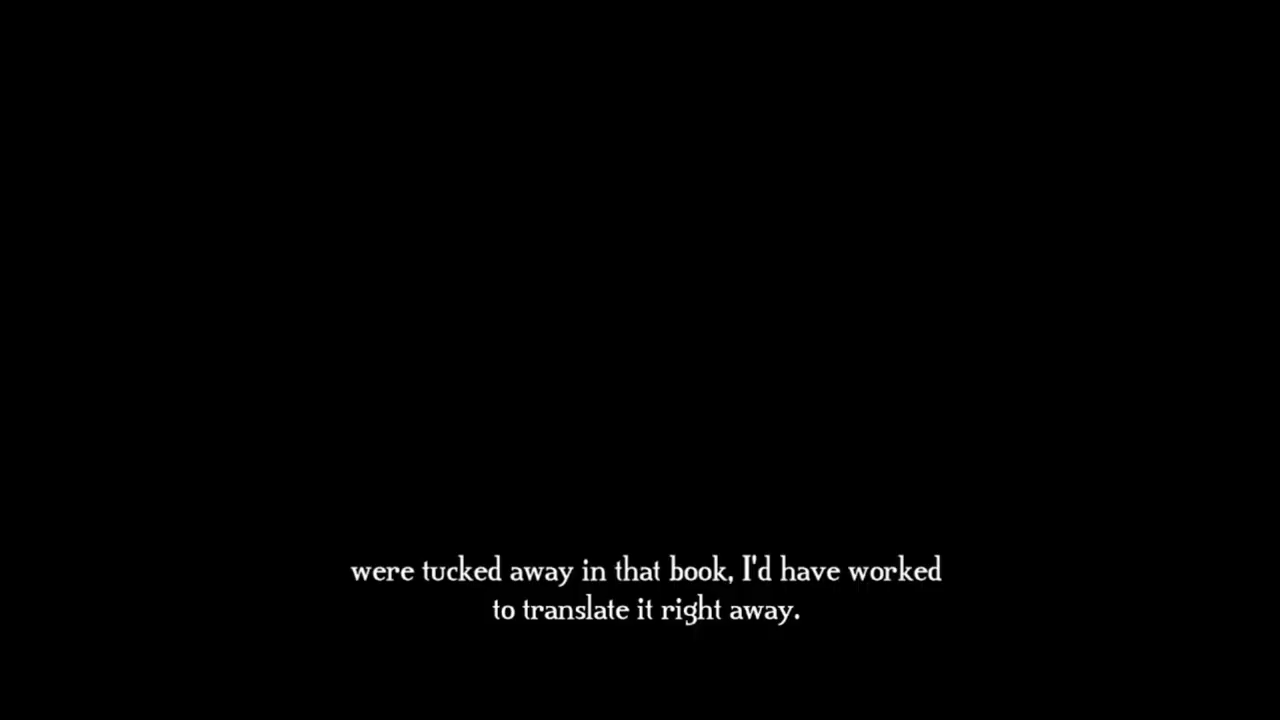 were tucked away in that book, I'd have worked
to translate it right away.